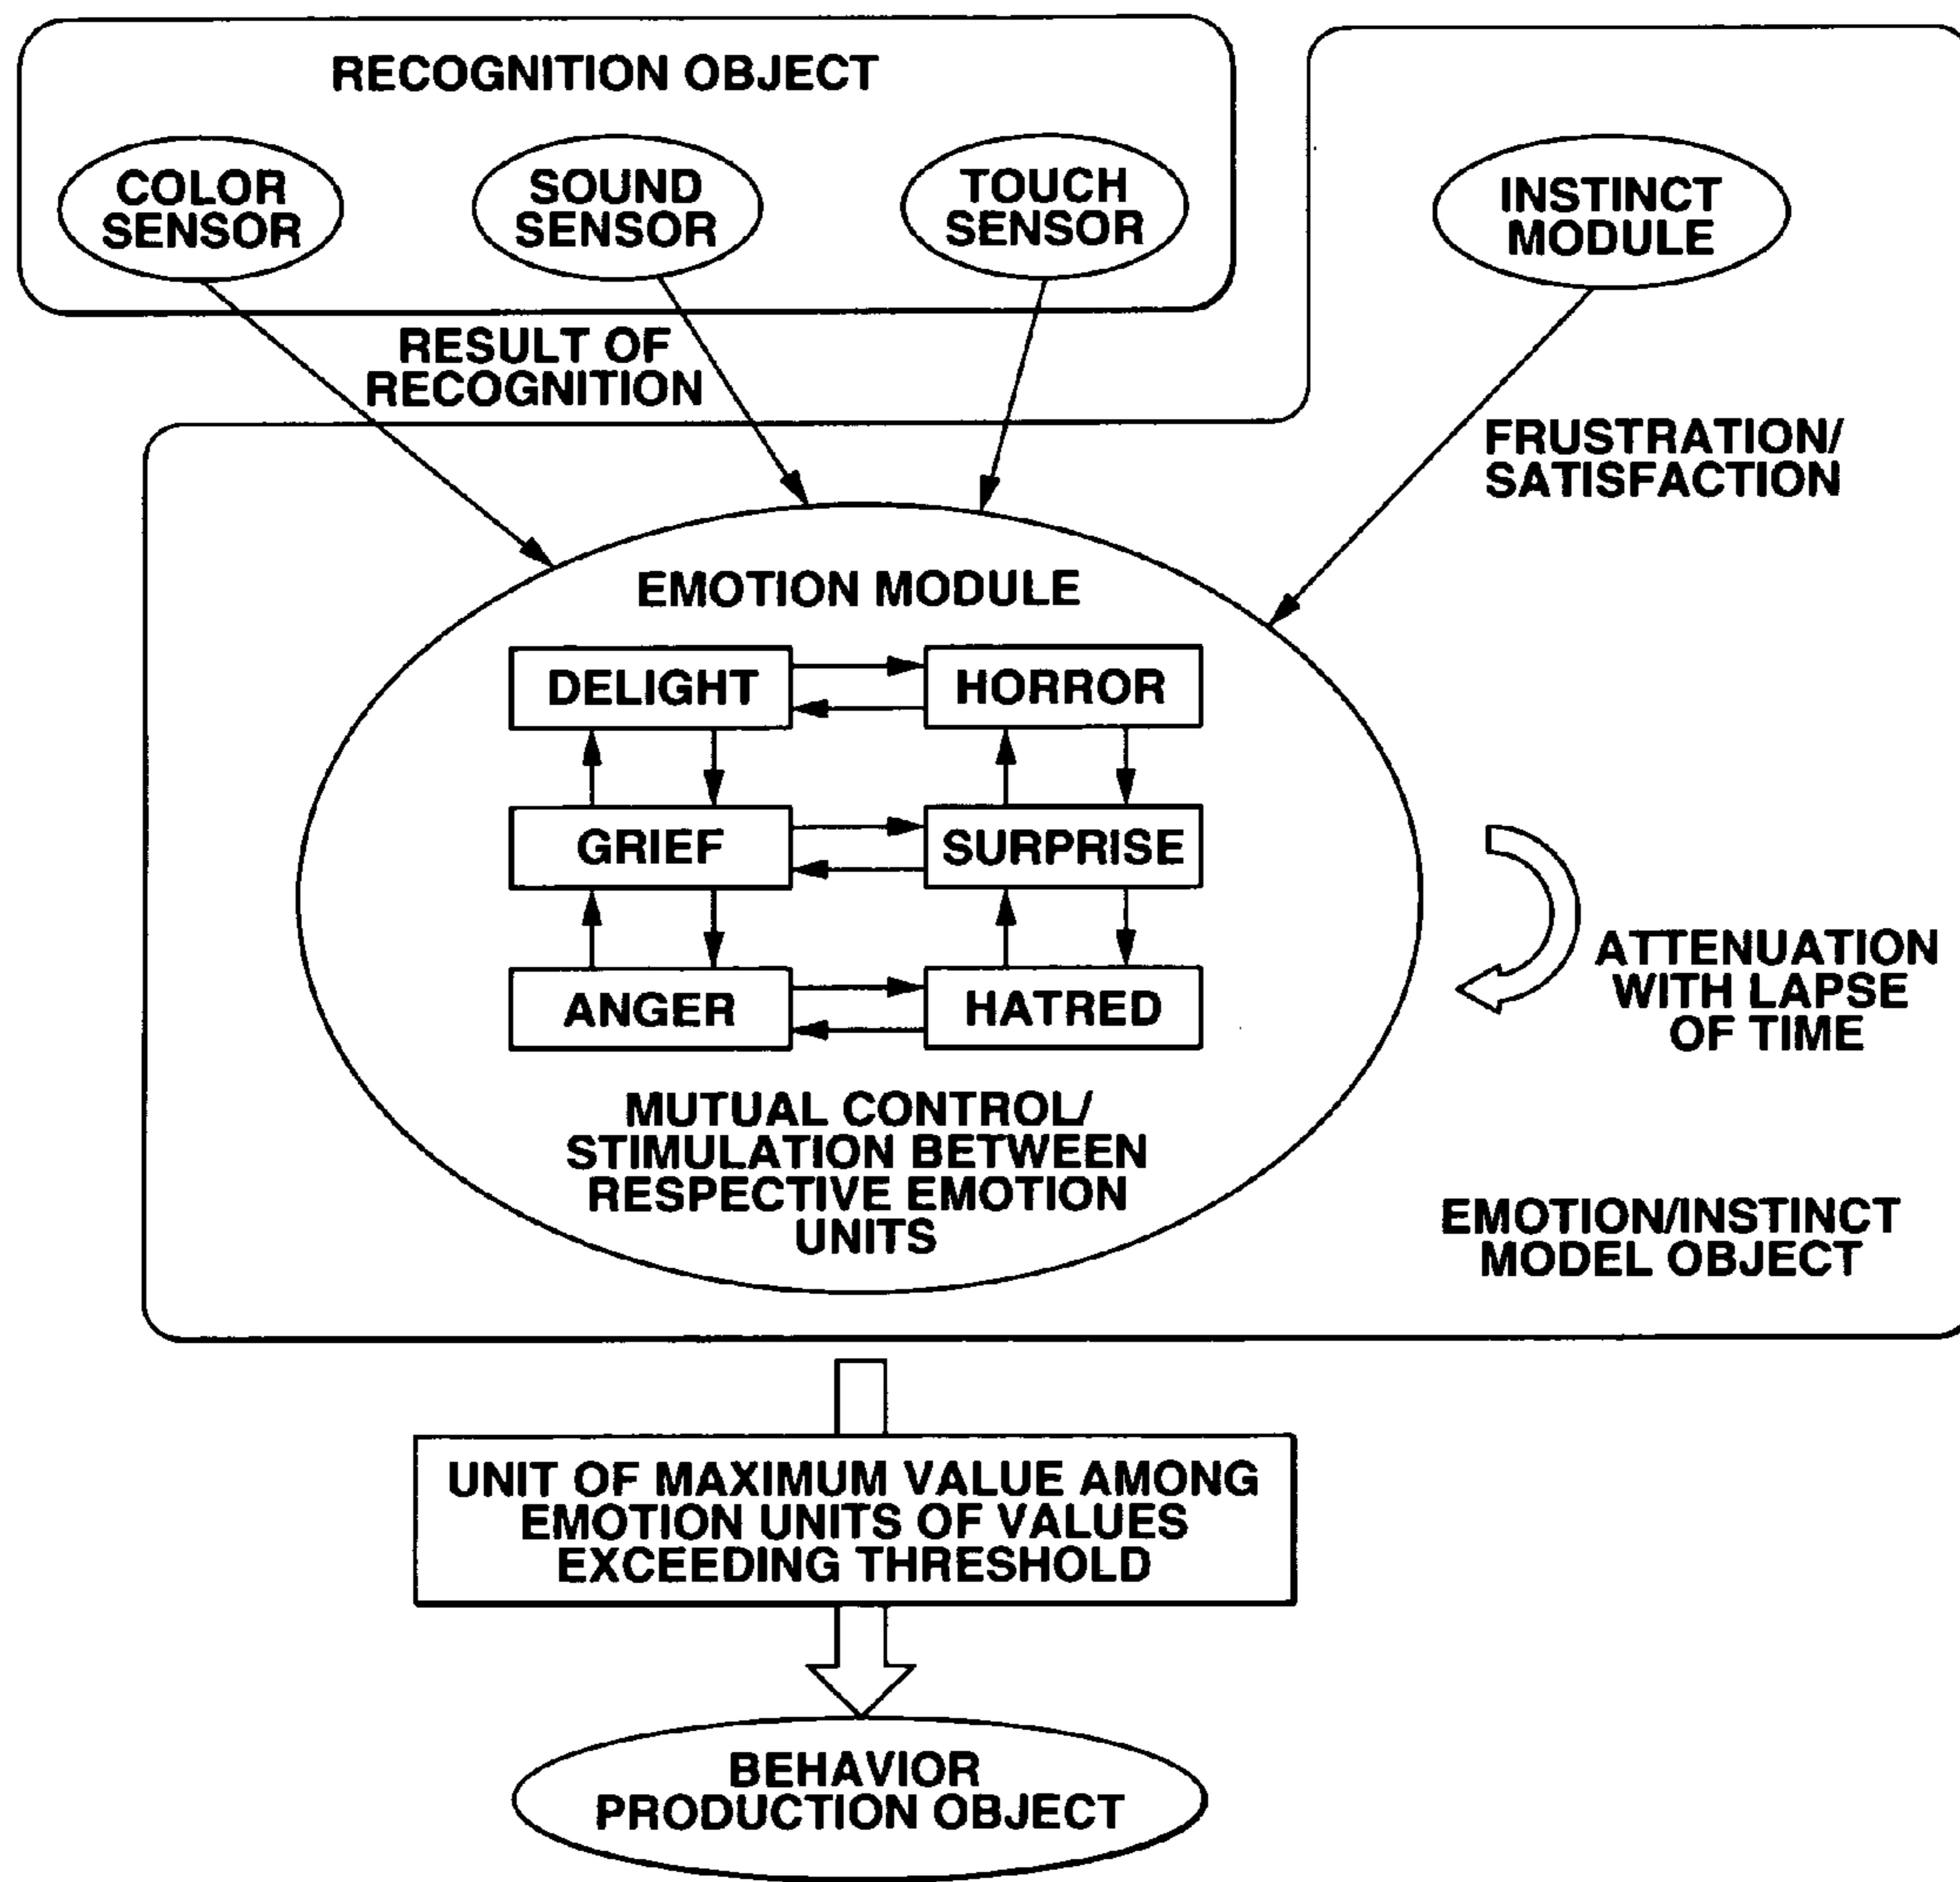 RECOGNITION OBJECT
COLOR
SENSOR
SOUND
SENSOR
TOUCH
SENSOR
INSTINCT
MODULE
RESULT OF
RECOGNITION
FRUSTRATION/
SATISFACTION
EMOTION MODULE
DELIGHT
HORROR
GRIEF
SURPRISE
ANGER
HATRED
ATTENUATION
WITH LAPSE
OF TIME
MUTUAL CONTROL/
STIMULATION BETWEEN
RESPECTIVE EMOTION
UNITS
EMOTION/INSTINCT
MODEL OBJECT
UNIT OF MAXIMUM VALUE AMONG
EMOTION UNITS OF VALUES
EXCEEDING THRESHOLD
BEHAVIOR
PRODUCTION OBJECT